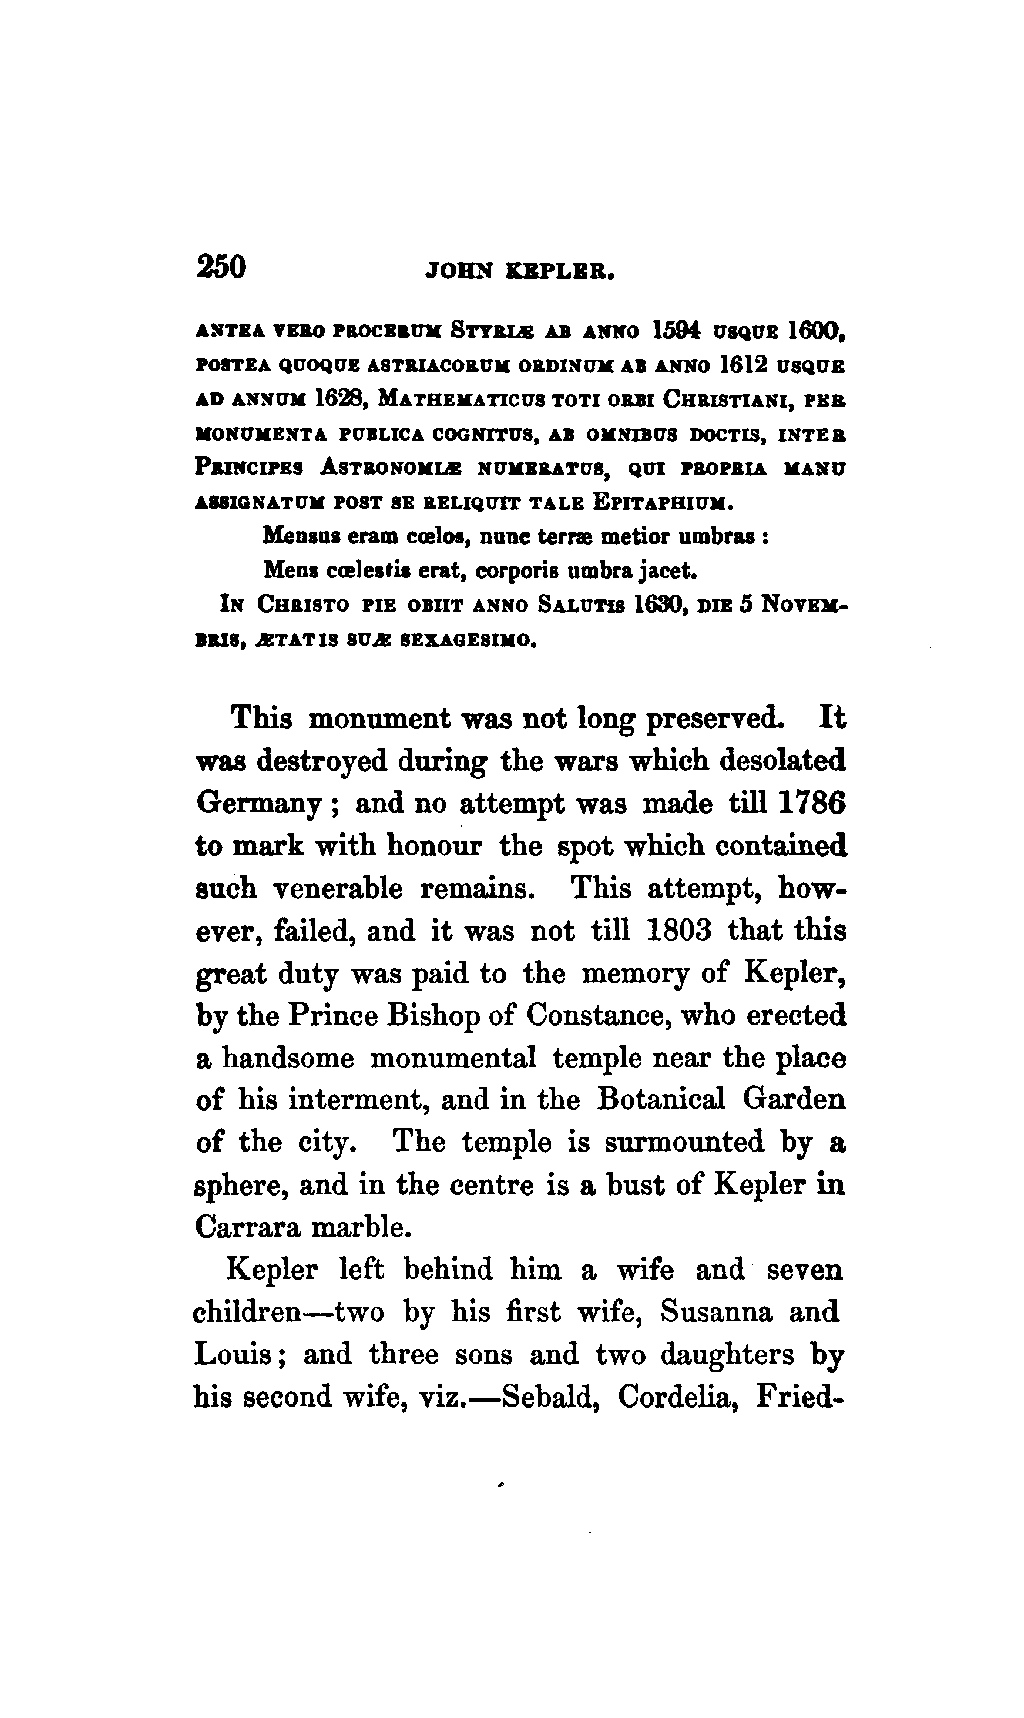 250 JOHN KEPLER.
ANTEA VERO PROCERUM STYRIÆ AB ANNO 1594 USQUE 1600,
POSTEA QUOQUE ASTRIACORUM ORDINUM AB ANNO 1612 USQUE
AD ANNUM 1628, MATHEMATICUS TOTI ORBI CHRISTIANI, PER
MONUMENTA PUBLICA COGNITUS, AB OMNIBUS DOCTIS, INTER
PRINCIPES ASTRONOMIÆ NUMERATUS, QUI PROPRIA MANU
ASSIGNATUM POST SE RELIQUIT TALE EPITAPHIUM.
Mensus eram cœlos, nunc terræ metior umbras :
Mens cœlestis erat, corporis umbra jacet.
IN CHRISTO PIE OBIIT ANNO SALUTIS 1630, DIE 5 NOVEM-
BRIS, ÆTATIS SUÆ SEXAGESIMO.
This monument was not long preserved. It
was destroyed during the wars which desolated
Germany ; and no attempt was made till 1786
to mark with honour the spot which contained
such venerable remains. This attempt, how-
ever, failed, and it was not till 1803 that this
great duty was paid to the memory of Kepler,
by the Prince Bishop of Constance, who erected
a handsome monumental temple near the place
of his interment, and in the Botanical Garden
of the city. The temple is surmounted by a
sphere, and in the centre is a bust of Kepler in
Carrara marble.
Kepler left behind him a wife and seven
children—two by his first wife, Susanna and
Louis ; and three sons and two daughters by
his second wife, viz.—Sebald, Cordelia, Fried-